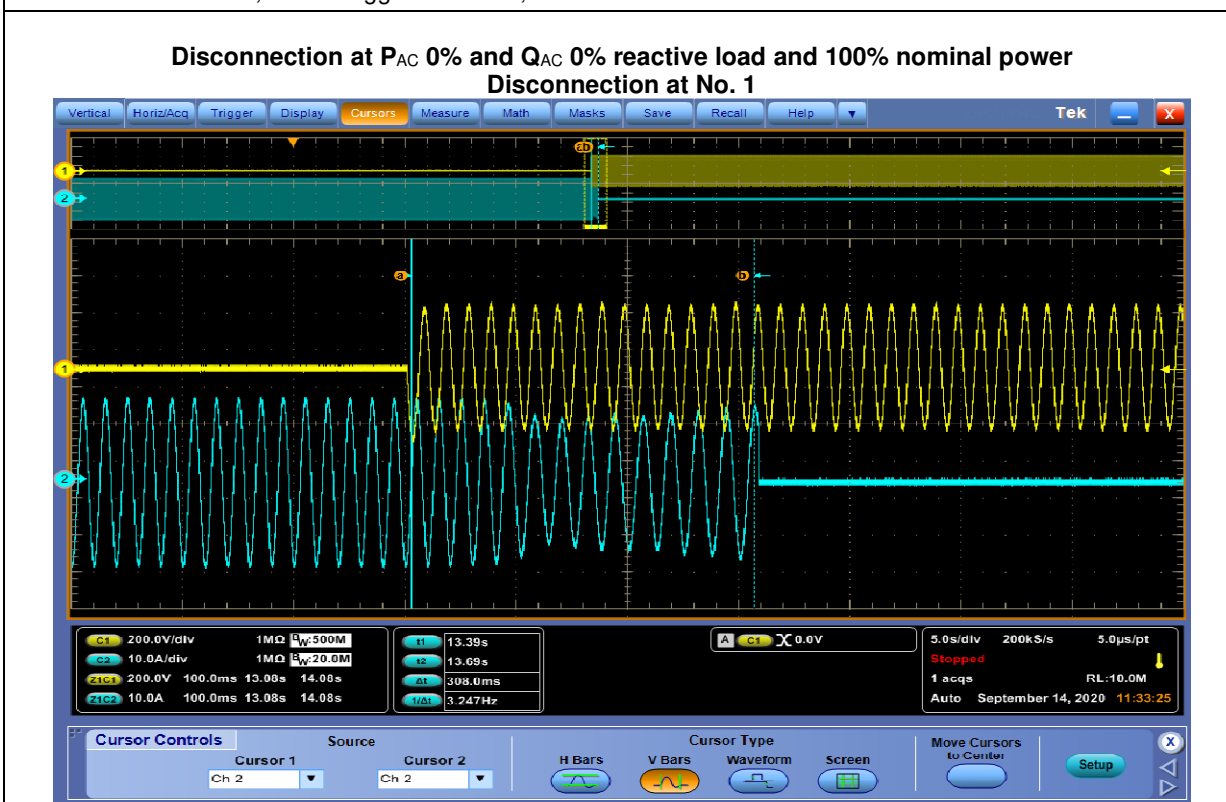 Disconnection at PAC 0% and QAC 0% reactive load and 100% nominal power
Disconnection at No. 1
Vertical Horiz/Acq Trigger Display Cursors Measure Math Masks Save Recall Help Tek X
ab
1
2
a b
1
2
C1 200.0V/div 1MΩ BW:500M
C2 10.0A/div 1MΩ BW:20.0M
Z1C1 200.0V 100.0ms 13.08s 14.08s
Z1C2 10.0A 100.0ms 13.08s 14.08s
t1 13.39s
t2 13.69s
Δt 308.0ms
1/Δt 3.247Hz
A C1 0.0V
5.0s/div 200kS/s 5.0µs/pt
Stopped
1 acqs RL:10.0M
Auto September 14, 2020 11:33:25
Cursor Controls
Source
Cursor 1 Cursor 2
Ch 2 Ch 2
Cursor Type
H Bars V Bars Waveform Screen
Move Cursors
to Center
Setup
X